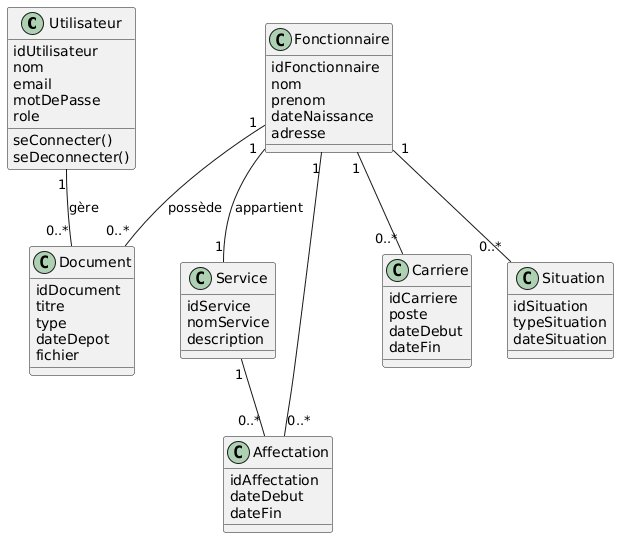 C Utilisateur
idUtilisateur
nom
email
motDePasse
role
seConnecter()
seDeconnecter()
C Fonctionnaire
idFonctionnaire
nom
prenom
dateNaissance
adresse
1
1
1
1
1
1
gère
possède
appartient
0..*
0..*
1
0..*
0..*
C Document
idDocument
titre
type
dateDepot
fichier
C Service
idService
nomService
description
C Carriere
idCarriere
poste
dateDebut
dateFin
C Situation
idSituation
typeSituation
dateSituation
1
0..*
0..*
C Affectation
idAffectation
dateDebut
dateFin